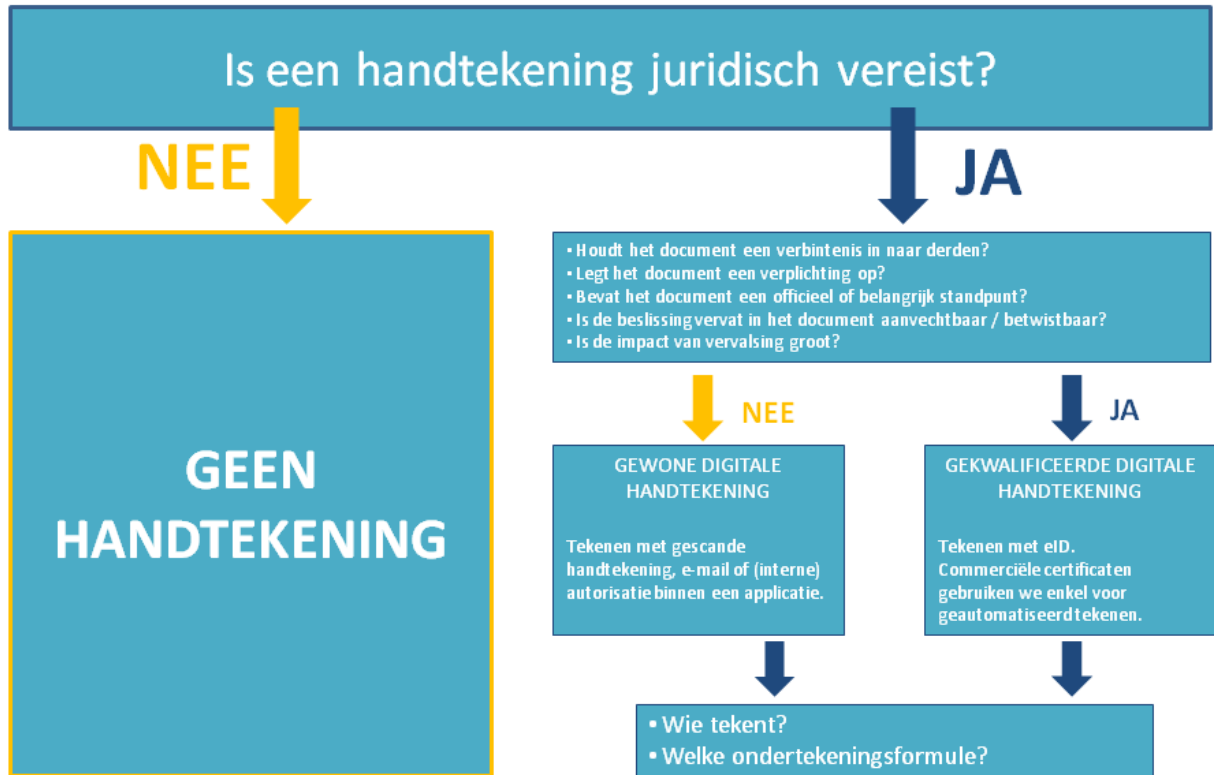 Is een handtekening juridisch vereist?
NEE
JA
GEEN
HANDTEKENING
• Houdt het document een verbintenis in naar derden?
• Legt het document een verplichting op?
• Bevat het document een officieel of belangrijk standpunt?
• Is de beslissing vervat in het document aanvechtbaar / betwistbaar?
• Is de impact van vervalsing groot?
NEE
JA
GEWONE DIGITALE
HANDTEKENING
Tekenen met gescande
handtekening, e-mail of (interne)
autorisatie binnen een applicatie.
GEKWALIFICEERDE DIGITALE
HANDTEKENING
Tekenen met eID.
Commerciële certificaten
gebruiken we enkel voor
geautomatiseerd tekenen.
• Wie tekent?
• Welke ondertekeningsformule?